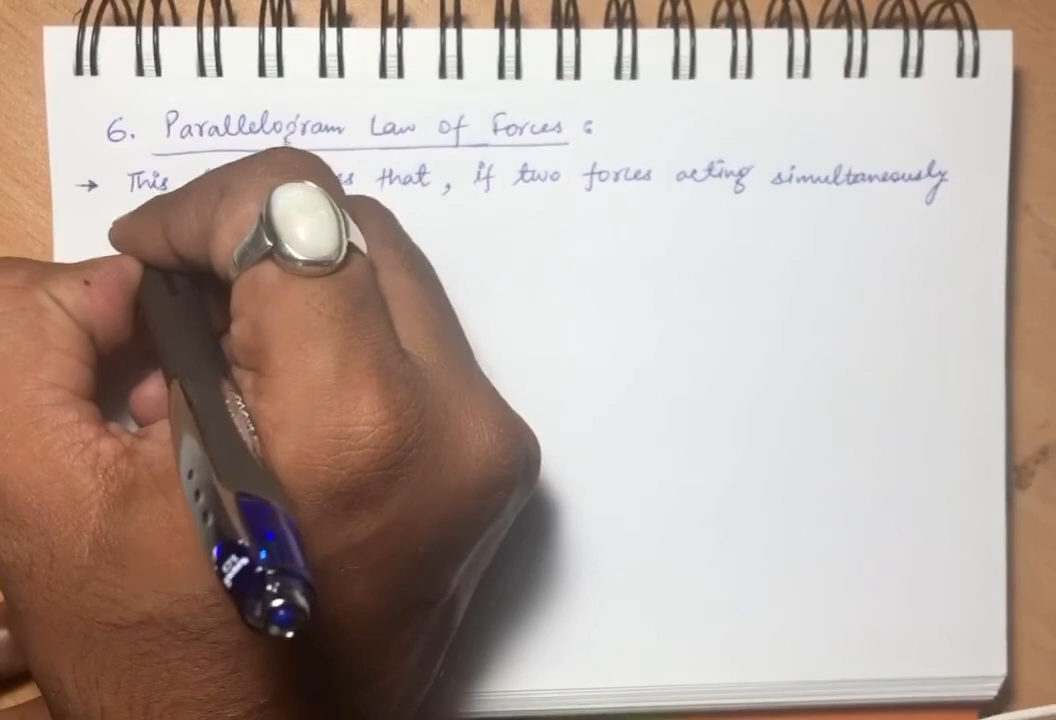 6. Parallelogram Law of Forces :
→ This that, if two forces acting simultaneously